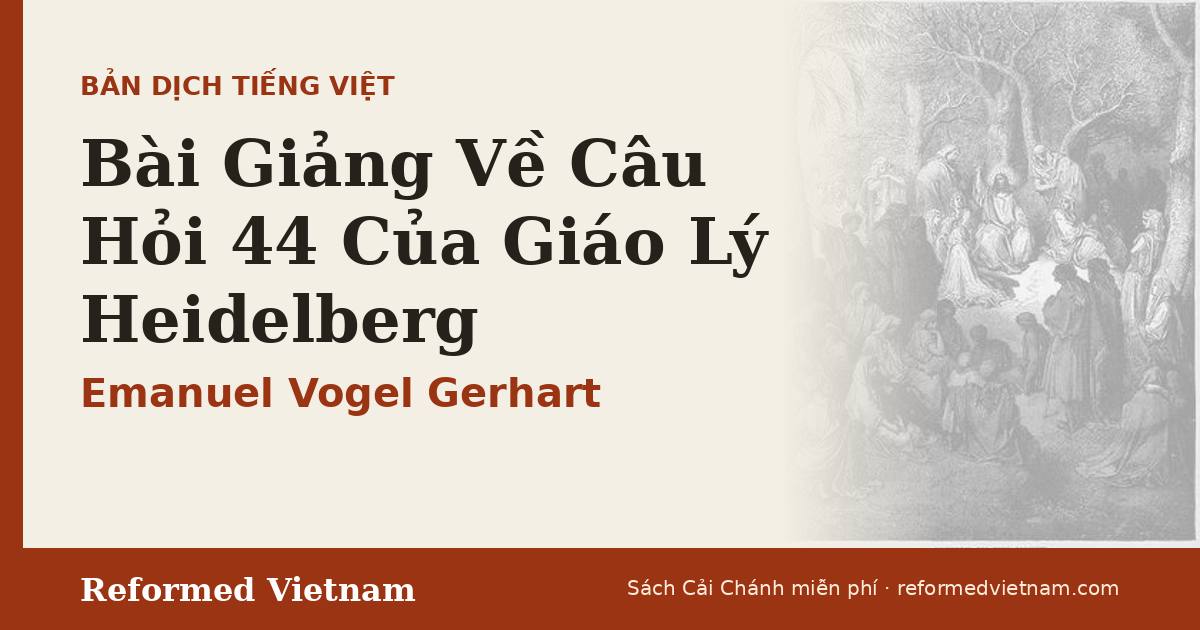 BẢN DỊCH TIẾNG VIỆT
Bài Giảng Về Câu
Hỏi 44 Của Giáo Lý
Heidelberg
Emanuel Vogel Gerhart
Reformed Vietnam
Sách Cải Chánh miễn phí · reformedvietnam.com